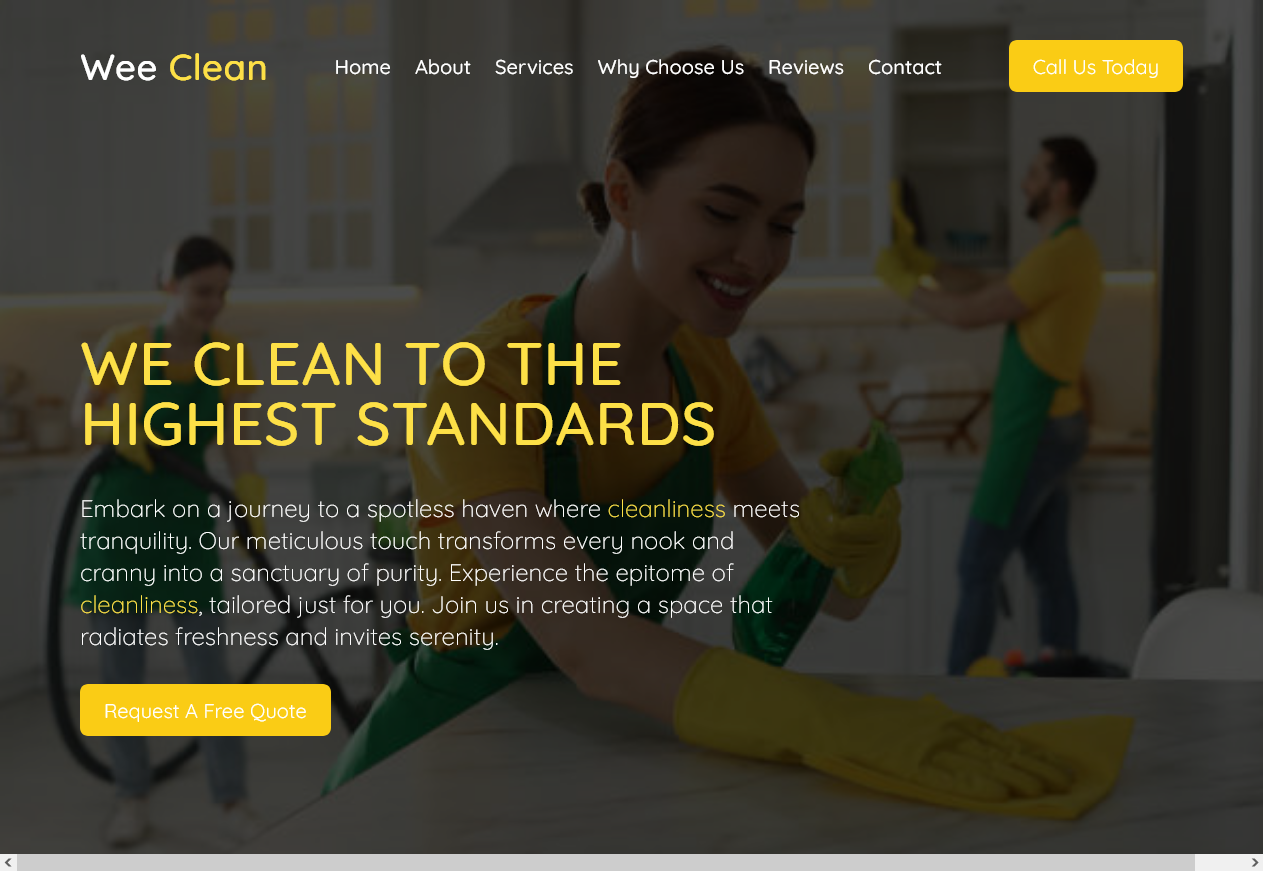 Wee Clean
Home About Services Why Choose Us Reviews Contact
Call Us Today
WE CLEAN TO THE
HIGHEST STANDARDS
Embark on a journey to a spotless haven where cleanliness meets
tranquility. Our meticulous touch transforms every nook and
cranny into a sanctuary of purity. Experience the epitome of
cleanliness, tailored just for you. Join us in creating a space that
radiates freshness and invites serenity.
Request A Free Quote